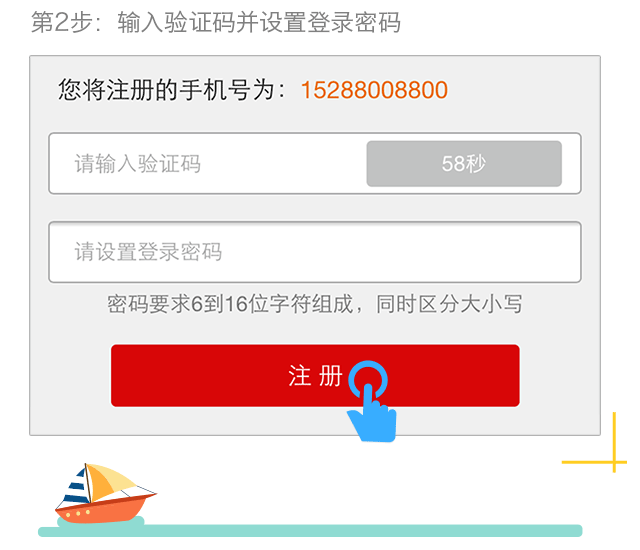 第2步：输入验证码并设置登录密码
您将注册的手机号为：15288008800
请输入验证码 58秒
请设置登录密码
密码要求6到16位字符组成，同时区分大小写
注 册